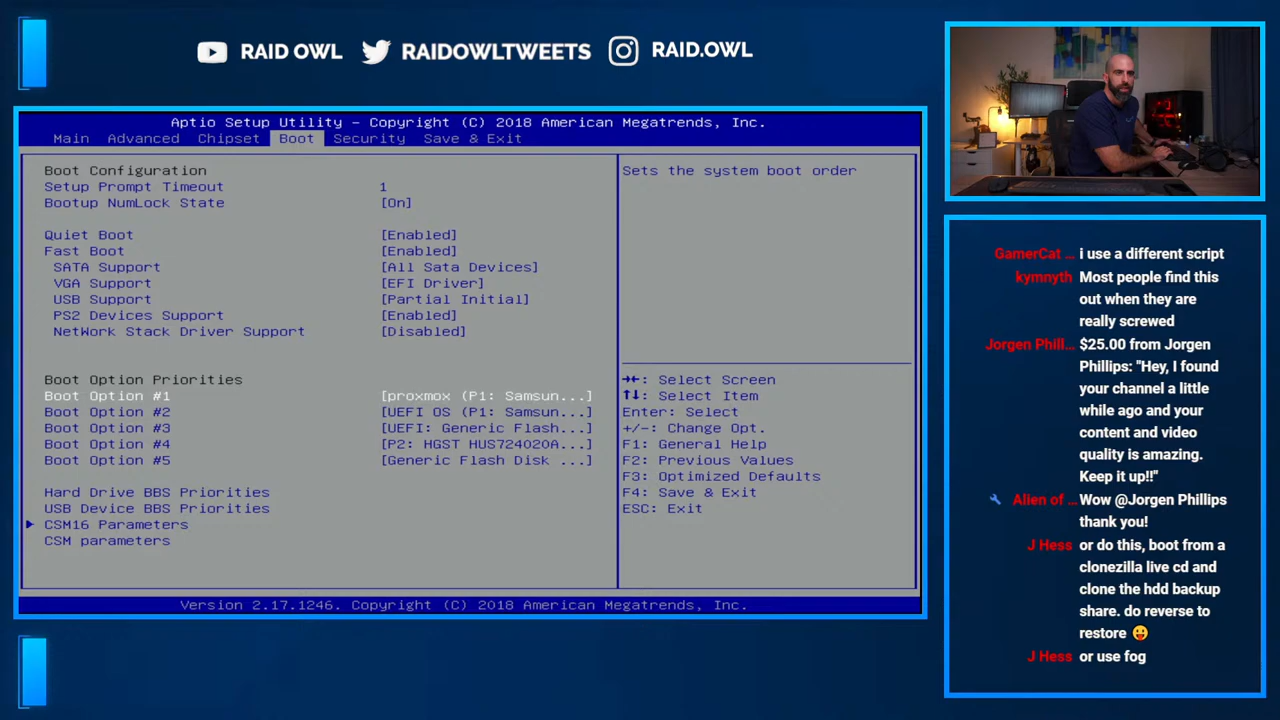 RAID OWL RAIDOWLTWEETS RAID.OWL
Aptio Setup Utility – Copyright (C) 2018 American Megatrends, Inc.
Main Advanced Chipset Boot Security Save & Exit
Boot Configuration
Setup Prompt Timeout 1
Bootup NumLock State [On]
Quiet Boot [Enabled]
Fast Boot [Enabled]
SATA Support [All Sata Devices]
VGA Support [EFI Driver]
USB Support [Partial Initial]
PS2 Devices Support [Enabled]
NetWork Stack Driver Support [Disabled]
Boot Option Priorities
Boot Option #1 [proxmox (P1: Samsun...]
Boot Option #2 [UEFI OS (P1: Samsun...]
Boot Option #3 [UEFI: Generic Flash...]
Boot Option #4 [P2: HGST HUS724020A...]
Boot Option #5 [Generic Flash Disk ...]
Hard Drive BBS Priorities
USB Device BBS Priorities
CSM16 Parameters
CSM parameters
Sets the system boot order
→←: Select Screen
↑↓: Select Item
Enter: Select
+/-: Change Opt.
F1: General Help
F2: Previous Values
F3: Optimized Defaults
F4: Save & Exit
ESC: Exit
Version 2.17.1246. Copyright (C) 2018 American Megatrends, Inc.
GamerCat ... i use a different script
kymnyth Most people find this
out when they are
really screwed
Jorgen Phill... $25.00 from Jorgen
Phillips: "Hey, I found
your channel a little
while ago and your
content and video
quality is amazing.
Keep it up!!"
Alien of ... Wow @Jorgen Phillips
thank you!
J Hess or do this, boot from a
clonezilla live cd and
clone the hdd backup
share. do reverse to
restore 😛
J Hess or use fog